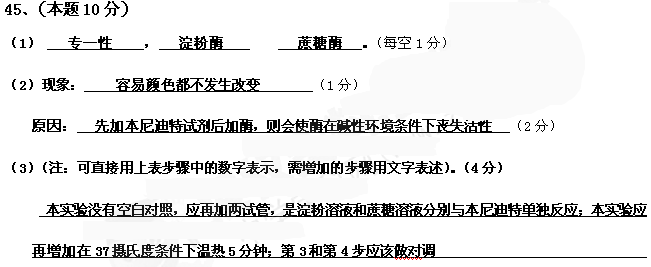 45、（本题 10 分）
（1） 专一性 ， 淀粉酶 蔗糖酶 。（每空 1 分）
（2）现象： 容易颜色都不发生改变 （1 分）
原因： 先加本尼迪特试剂后加酶，则会使酶在碱性环境条件下丧失活性 （2 分）
（3）(注：可直接用上表步骤中的数字表示，需增加的步骤用文字表述)。（4 分）
本实验没有空白对照，应再加两试管，是淀粉溶液和蔗糖溶液分别与本尼迪特单独反应；本实验应
再增加在 37 摄氏度条件下温热 5 分钟；第 3 和第 4 步应该做对调